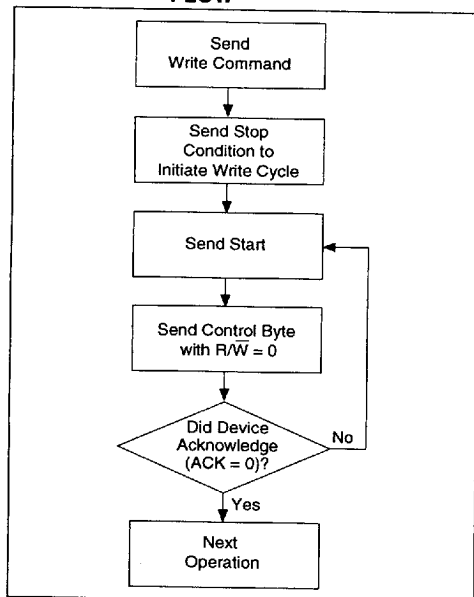 Send
Write Command
Send Stop
Condition to
Initiate Write Cycle
Send Start
Send Control Byte
with R/W̅ = 0
Did Device
Acknowledge
(ACK = 0)?
No
Yes
Next
Operation